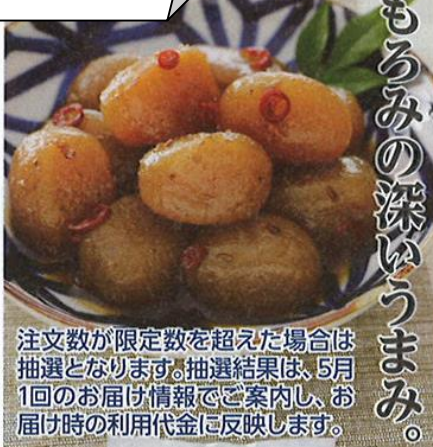 もろみの深いうまみ。
注文数が限定数を超えた場合は
抽選となります。抽選結果は、5月
1回のお届け情報でご案内し、お
届け時の利用代金に反映します。